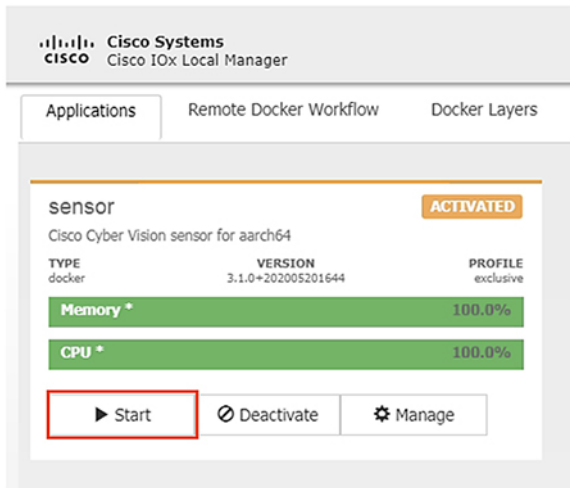 Cisco Systems
CISCO Cisco IOx Local Manager
Applications Remote Docker Workflow Docker Layers
sensor ACTIVATED
Cisco Cyber Vision sensor for aarch64
TYPE VERSION PROFILE
docker 3.1.0+202005201644 exclusive
Memory * 100.0%
CPU * 100.0%
Start Deactivate Manage